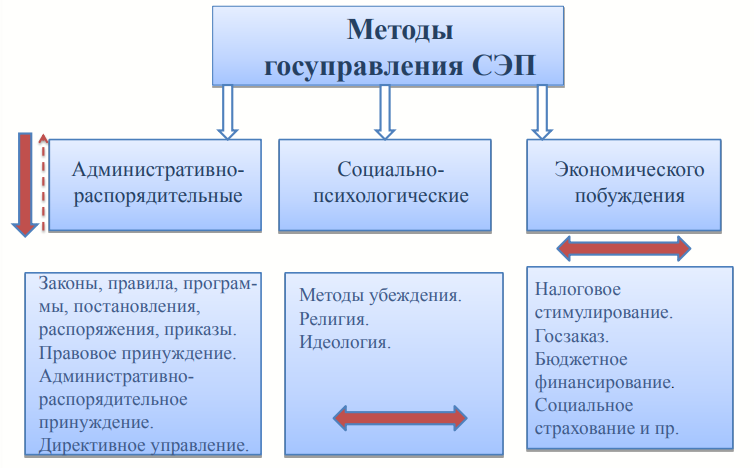 Методы
госуправления СЭП
Административно-
распорядительные
Социально-
психологические
Экономического
побуждения
Законы, правила, програм-
мы, постановления,
распоряжения, приказы.
Правовое принуждение.
Административно-
распорядительное
принуждение.
Директивное управление.
Методы убеждения.
Религия.
Идеология.
Налоговое
стимулирование.
Госзаказ.
Бюджетное
финансирование.
Социальное
страхование и пр.